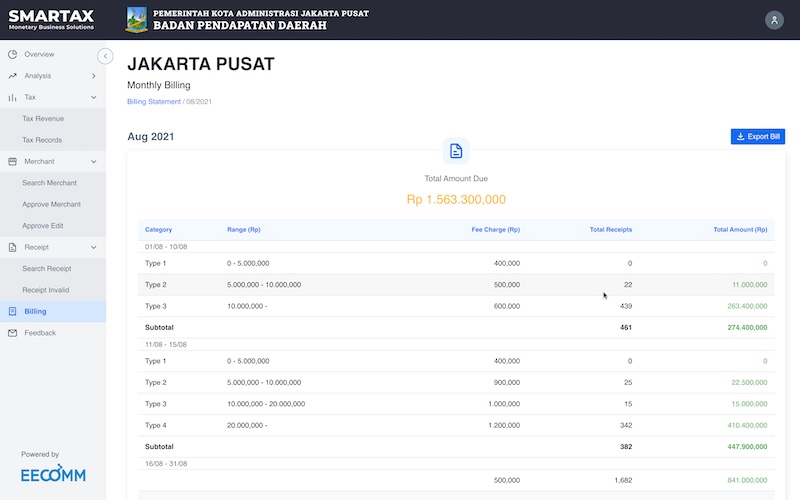 SMARTAX
Monetary Business Solutions
PEMERINTAH KOTA ADMINISTRASI JAKARTA PUSAT
BADAN PENDAPATAN DAERAH
Overview
Analysis
Tax
Tax Revenue
Tax Records
Merchant
Search Merchant
Approve Merchant
Approve Edit
Receipt
Search Receipt
Receipt Invalid
Billing
Feedback
Powered by
EECOMM
JAKARTA PUSAT
Monthly Billing
Billing Statement / 08/2021
Aug 2021
Export Bill
Total Amount Due
Rp 1.563.300,000
Category Range (Rp) Fee Charge (Rp) Total Receipts Total Amount (Rp)
01/08 - 10/08
Type 1 0 - 5.000,000 400,000 0 0
Type 2 5.000,000 - 10.000,000 500,000 22 11.000,000
Type 3 10.000,000 - 600,000 439 263.400,000
Subtotal 461 274.400,000
11/08 - 15/08
Type 1 0 - 5.000,000 400,000 0 0
Type 2 5.000,000 - 10.000,000 900,000 25 22.500,000
Type 3 10.000,000 - 20.000,000 1.000,000 15 15.000,000
Type 4 20.000,000 - 1.200,000 342 410.400,000
Subtotal 382 447.900,000
16/08 - 31/08
500,000 1,682 841.000,000